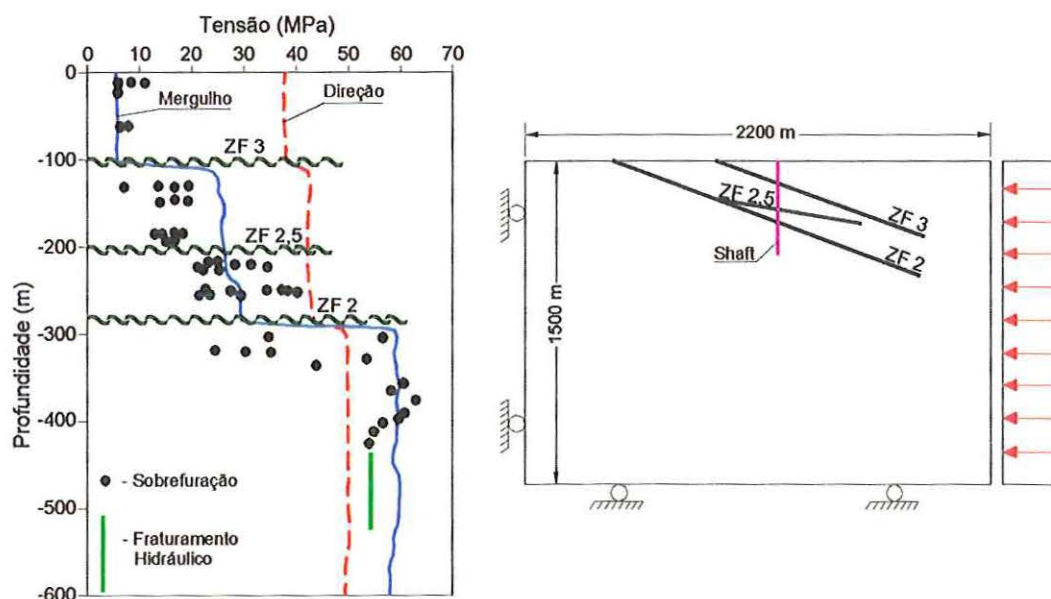 Tensão (MPa)
0 10 20 30 40 50 60 70
0
Mergulho
Direção
ZF 3
-100
ZF 2,5
-200
ZF 2
-300
-400
-500
-600
Profundidade (m)
- Sobrefuração
- Fraturamento
Hidráulico
2200 m
1500 m
ZF 2,5
ZF 3
ZF 2
Shaft